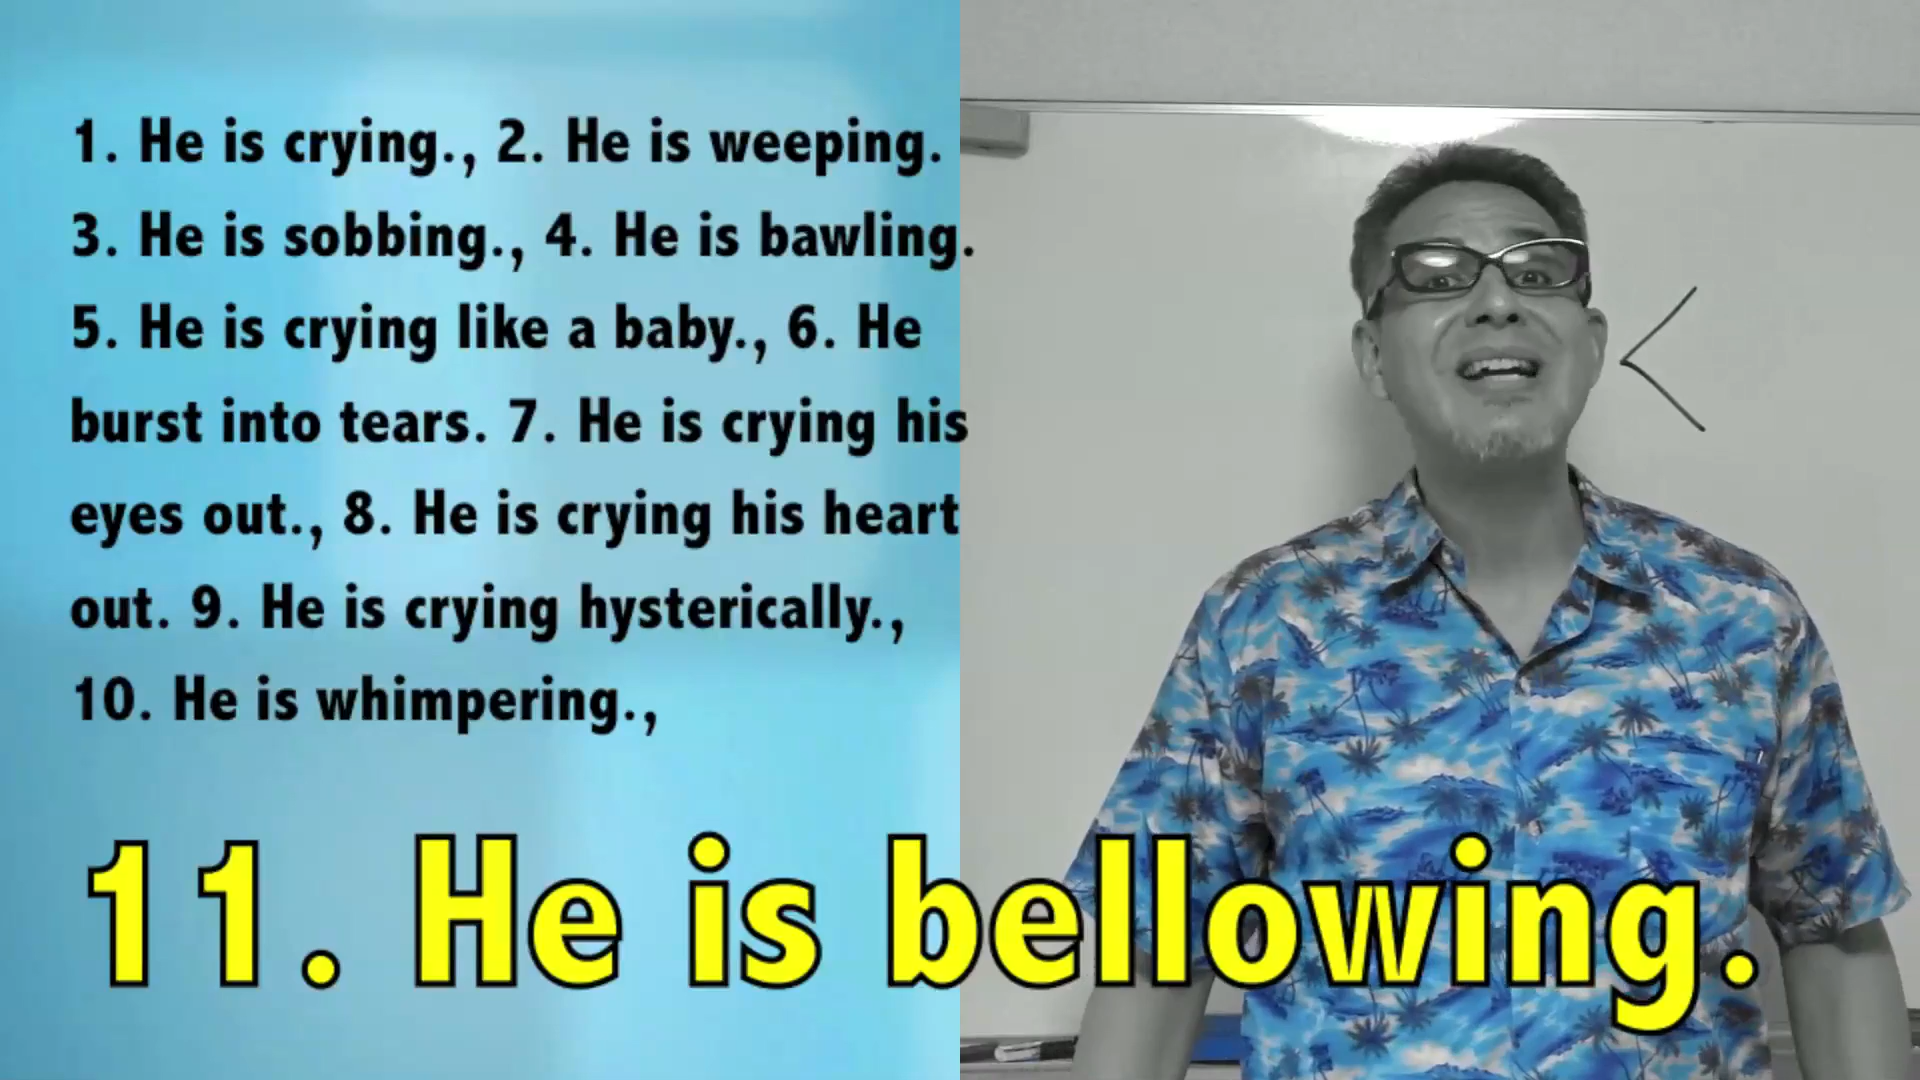 1. He is crying., 2. He is weeping.
3. He is sobbing., 4. He is bawling.
5. He is crying like a baby., 6. He
burst into tears. 7. He is crying his
eyes out., 8. He is crying his heart
out. 9. He is crying hysterically.,
10. He is whimpering.,
11. He is bellowing.